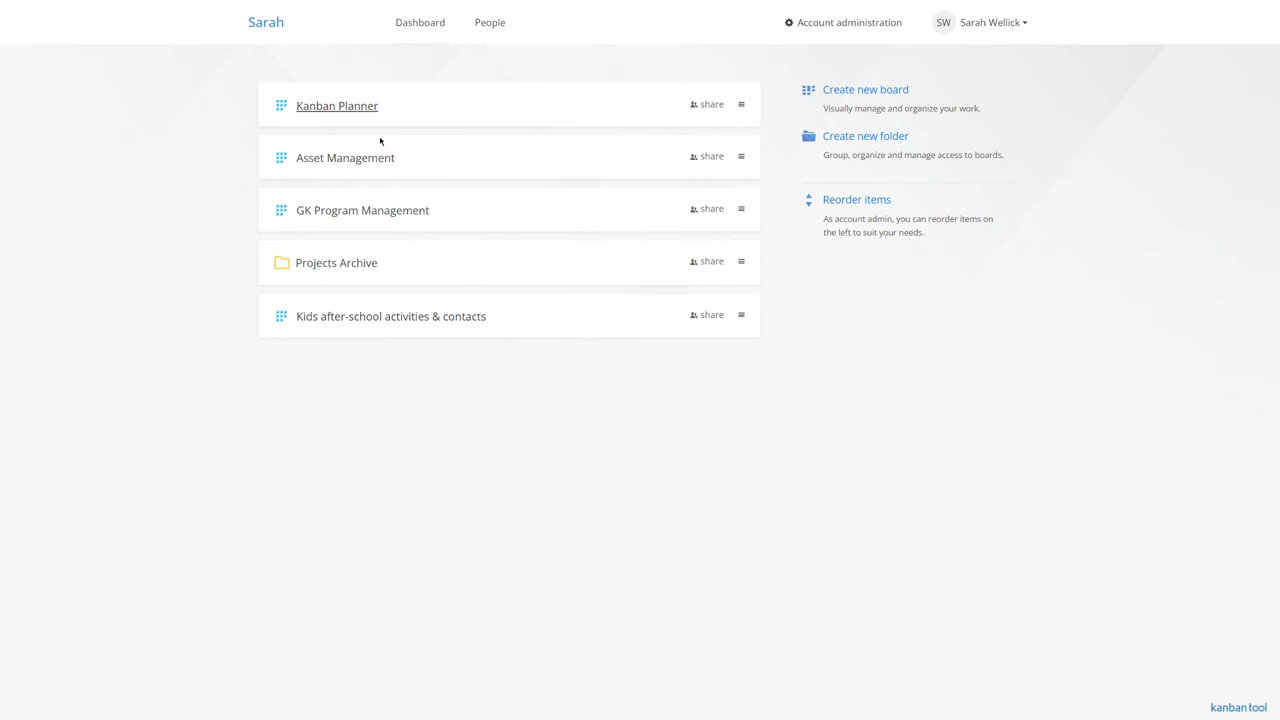 Sarah
Dashboard
People
Account administration
SW
Sarah Wellick
Kanban Planner
share
Asset Management
share
GK Program Management
share
Projects Archive
share
Kids after-school activities & contacts
share
Create new board
Visually manage and organize your work.
Create new folder
Group, organize and manage access to boards.
Reorder items
As account admin, you can reorder items on
the left to suit your needs.
kanban tool